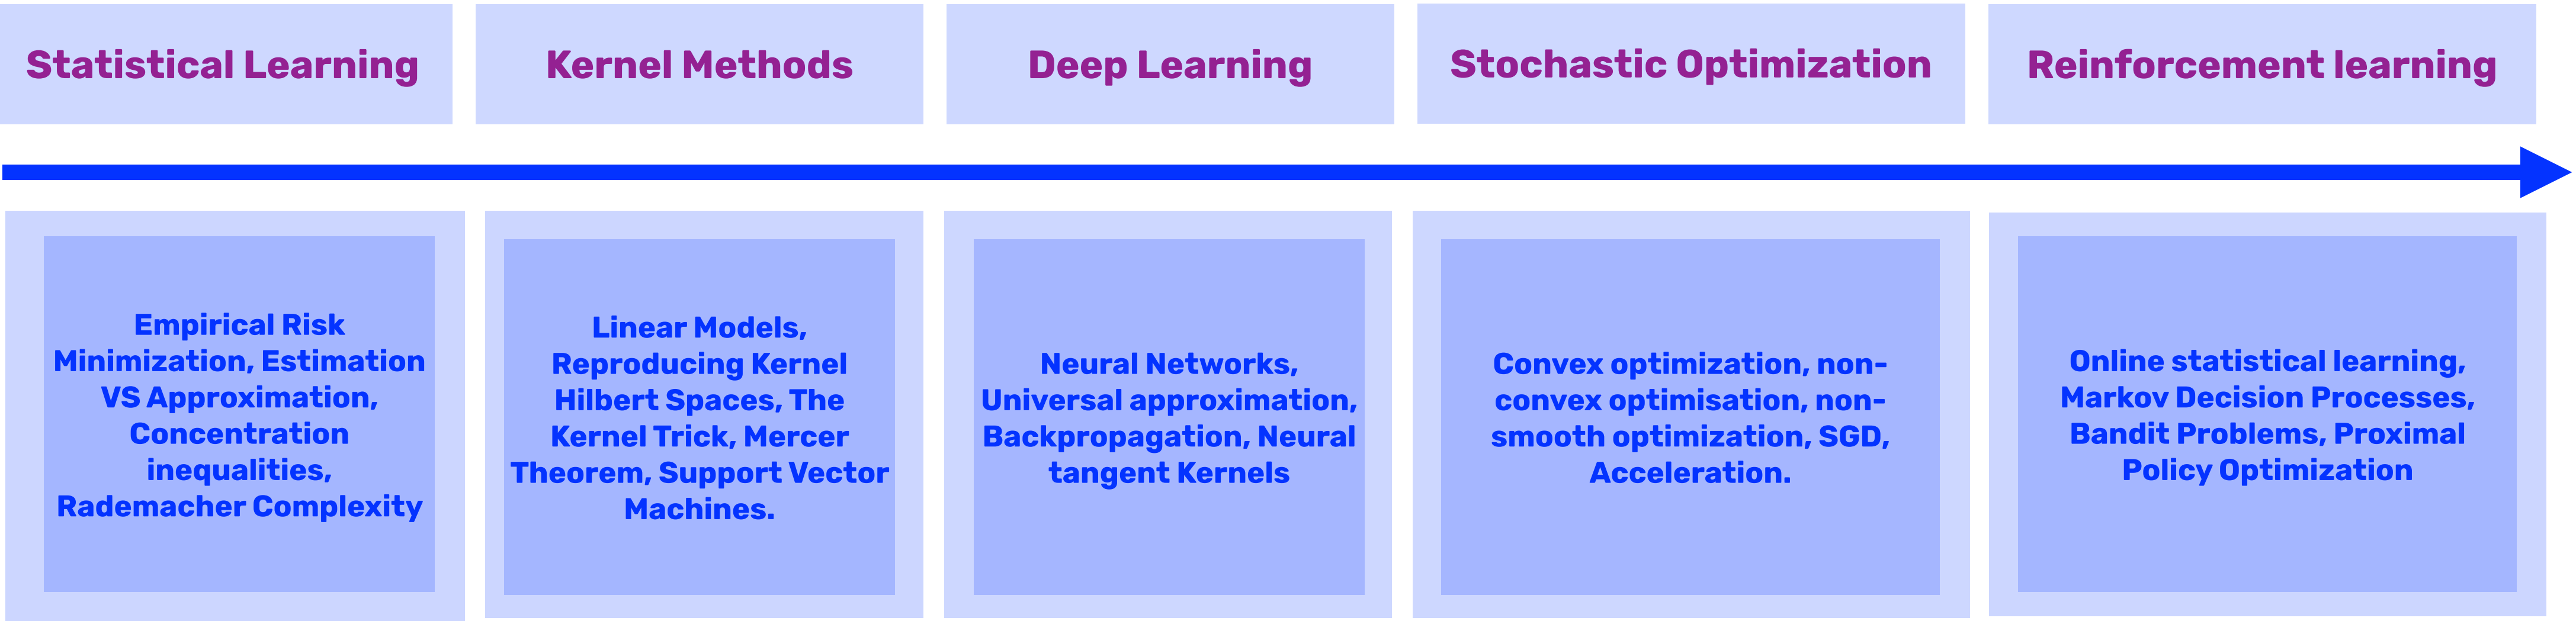 Statistical Learning
Kernel Methods
Deep Learning
Stochastic Optimization
Reinforcement learning
Empirical Risk
Minimization, Estimation
VS Approximation,
Concentration
inequalities,
Rademacher Complexity
Linear Models,
Reproducing Kernel
Hilbert Spaces, The
Kernel Trick, Mercer
Theorem, Support Vector
Machines.
Neural Networks,
Universal approximation,
Backpropagation, Neural
tangent Kernels
Convex optimization, non-
convex optimisation, non-
smooth optimization, SGD,
Acceleration.
Online statistical learning,
Markov Decision Processes,
Bandit Problems, Proximal
Policy Optimization